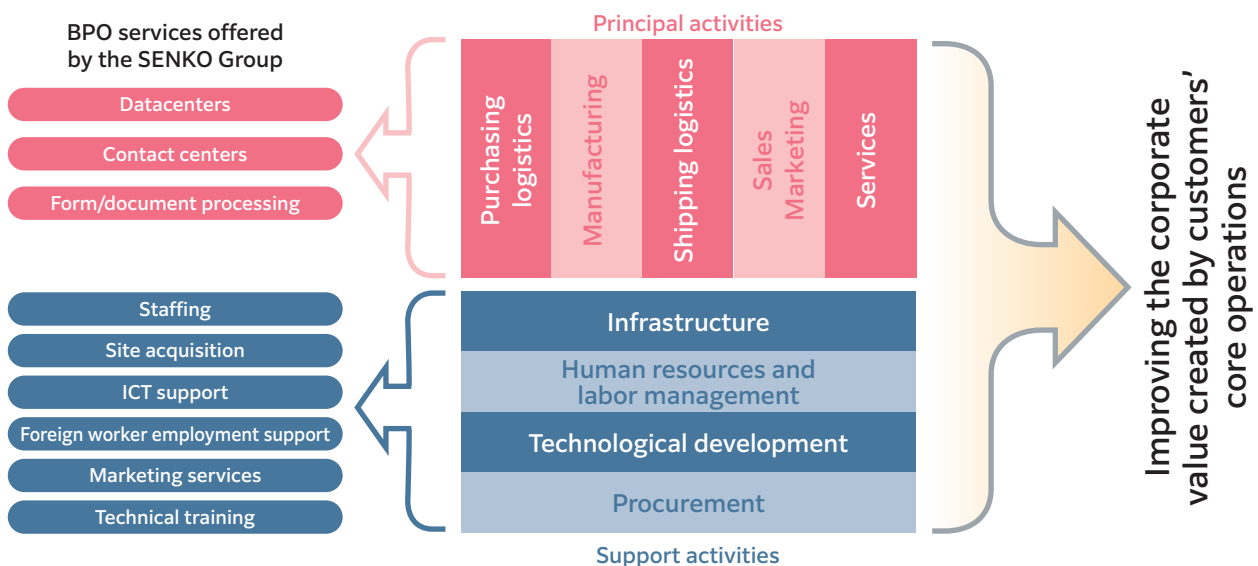 BPO services offered
by the SENKO Group
Datacenters
Contact centers
Form/document processing
Staffing
Site acquisition
ICT support
Foreign worker employment support
Marketing services
Technical training
Principal activities
Purchasing
logistics
Manufacturing
Shipping logistics
Sales
Marketing
Services
Infrastructure
Human resources and
labor management
Technological development
Procurement
Support activities
Improving the corporate
value created by customers’
core operations